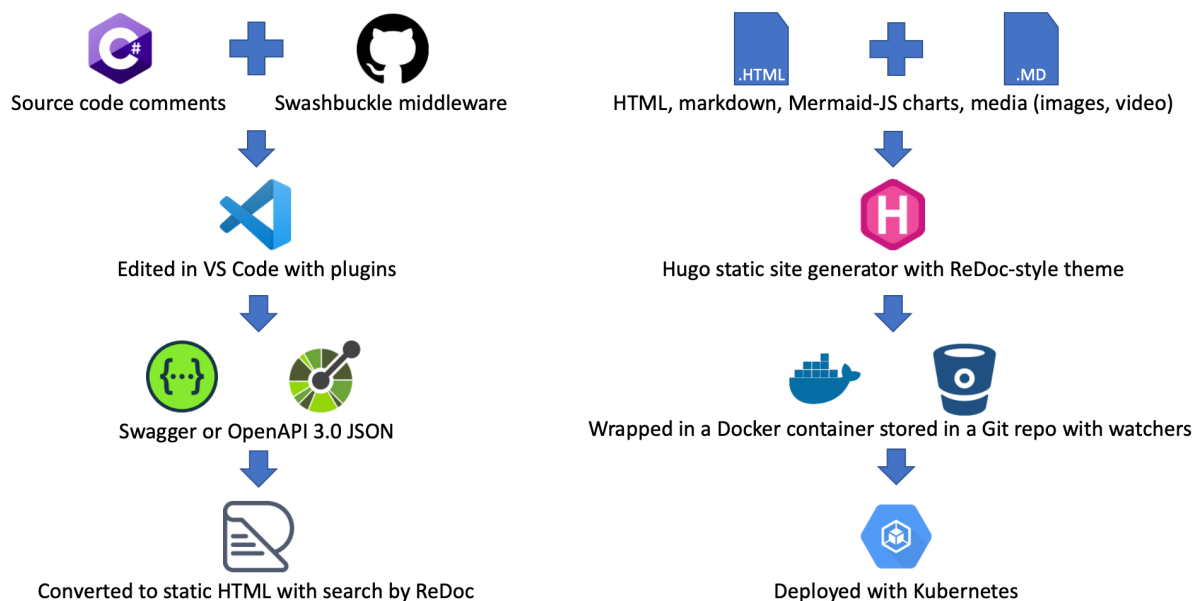 C#
Source code comments
Swashbuckle middleware
Edited in VS Code with plugins
{...}
Swagger or OpenAPI 3.0 JSON
Converted to static HTML with search by ReDoc
.HTML
.MD
HTML, markdown, Mermaid-JS charts, media (images, video)
H
Hugo static site generator with ReDoc-style theme
Wrapped in a Docker container stored in a Git repo with watchers
Deployed with Kubernetes